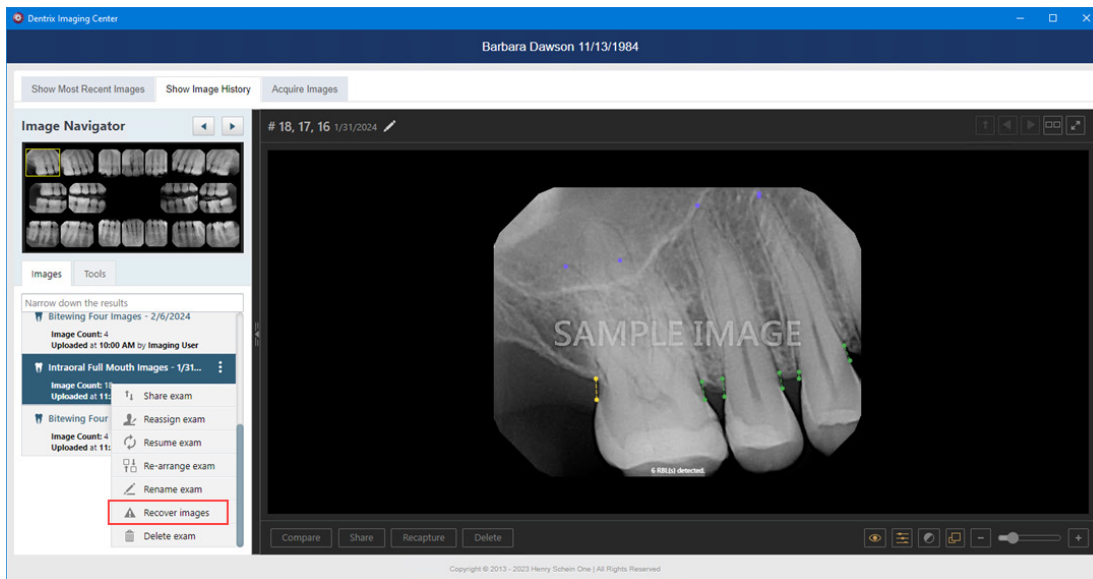 Dentrix Imaging Center
Barbara Dawson 11/13/1984
Show Most Recent Images
Show Image History
Acquire Images
Image Navigator
Images
Tools
Narrow down the results
Bitewing Four Images - 2/6/2024
Image Count: 4
Uploaded at 10:00 AM by Imaging User
Intraoral Full Mouth Images - 1/31...
Image Count: 18
Uploaded at 11:
Share exam
Reassign exam
Resume exam
Re-arrange exam
Rename exam
Recover images
Delete exam
Bitewing Four
Image Count: 4
Uploaded at 11:
# 18, 17, 16 1/31/2024
SAMPLE IMAGE
6 RBL(s) detected.
Compare
Share
Recapture
Delete
Copyright © 2013 - 2023 Henry Schein One | All Rights Reserved